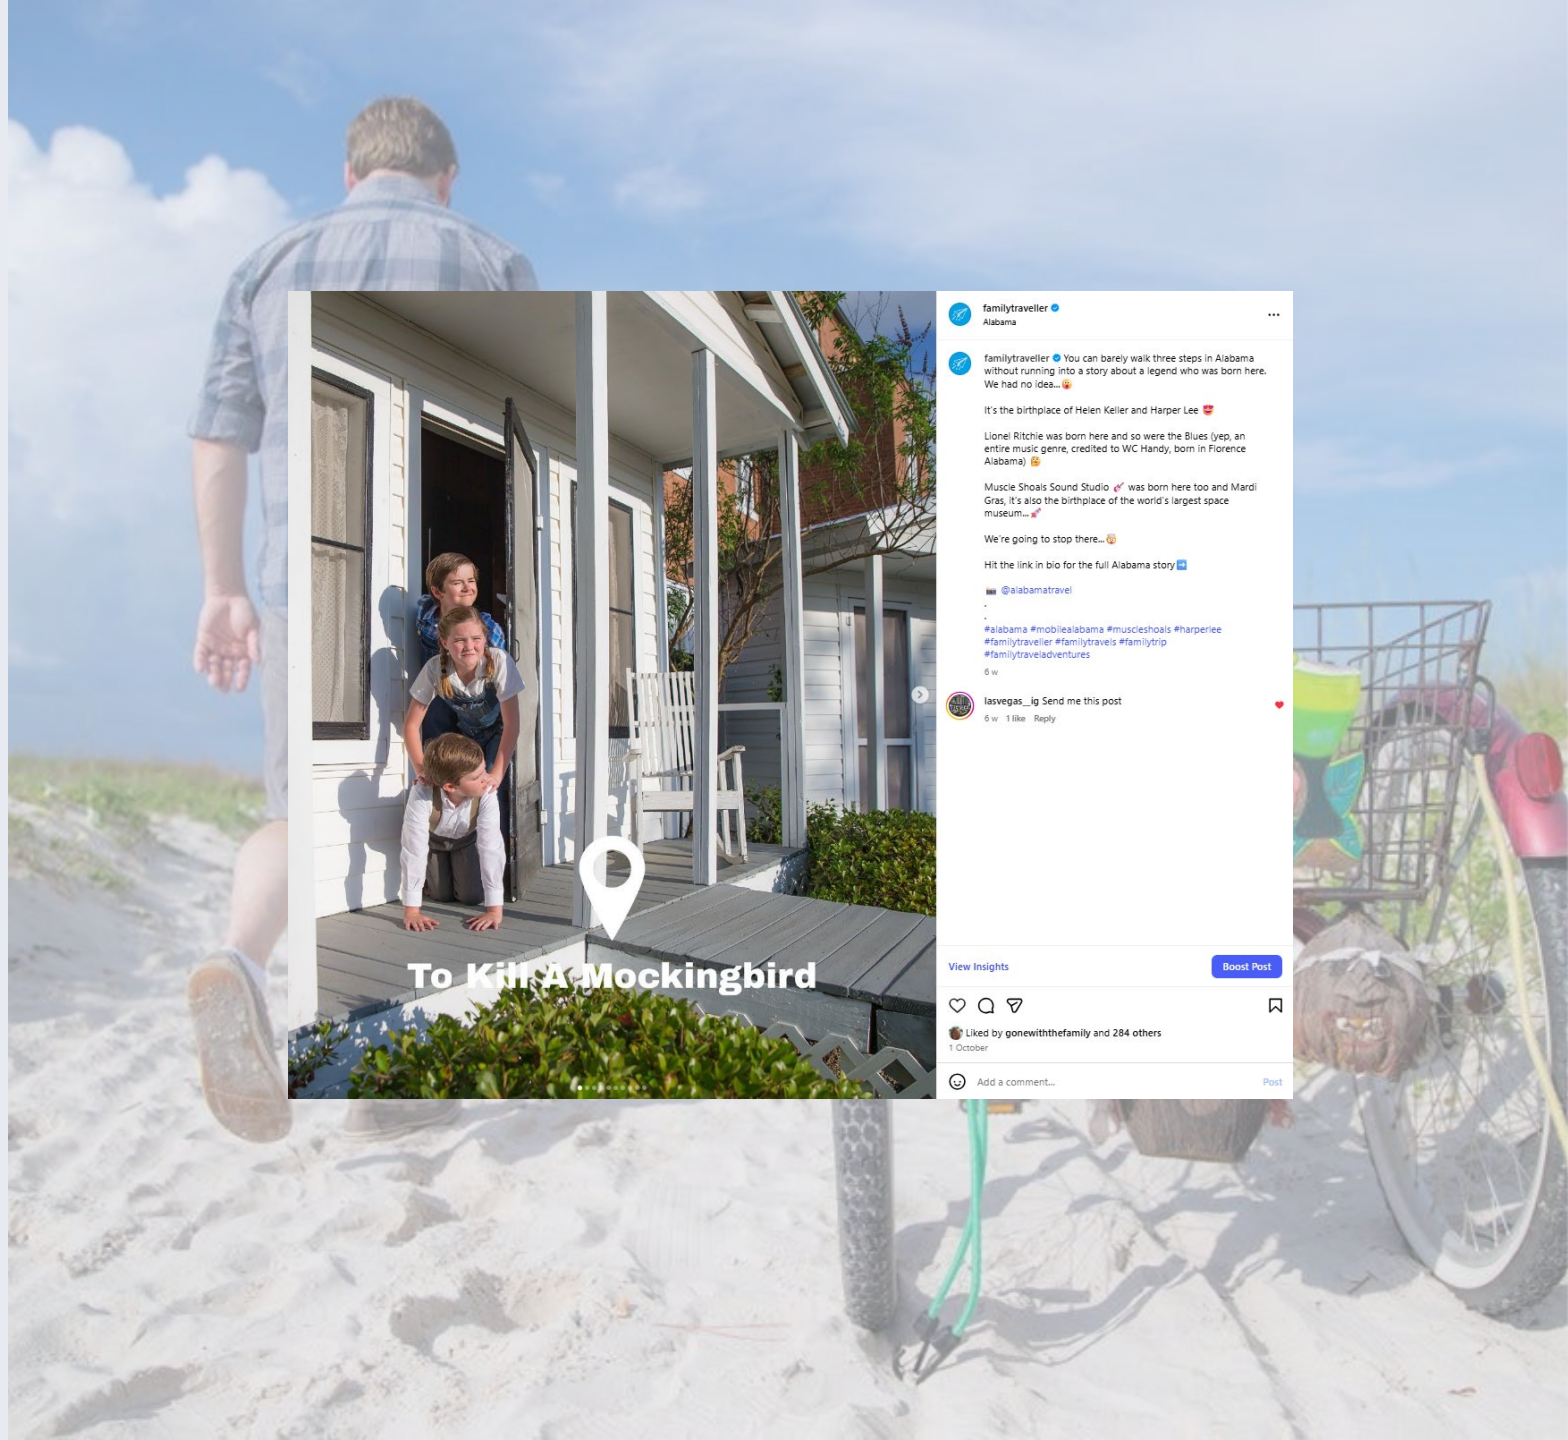 To Kill A Mockingbird
familytraveller
Alabama
familytraveller You can barely walk three steps in Alabama
without running into a story about a legend who was born here.
We had no idea...😲
It's the birthplace of Helen Keller and Harper Lee 😍
Lionel Ritchie was born here and so were the Blues (yep, an
entire music genre, credited to WC Handy, born in Florence
Alabama) 🤗
Muscle Shoals Sound Studio 🎸 was born here too and Mardi
Gras, it's also the birthplace of the world's largest space
museum...🚀
We're going to stop there...🤯
Hit the link in bio for the full Alabama story➡️
📸 @alabamatravel
.
.
#alabama #mobilealabama #muscleshoals #harperlee
#familytraveller #familytravels #familytrip
#familytraveladventures
6 w
lasvegas__ig Send me this post
6 w 1 like Reply
View Insights
Boost Post
Liked by gonewiththefamily and 284 others
1 October
Add a comment...
Post